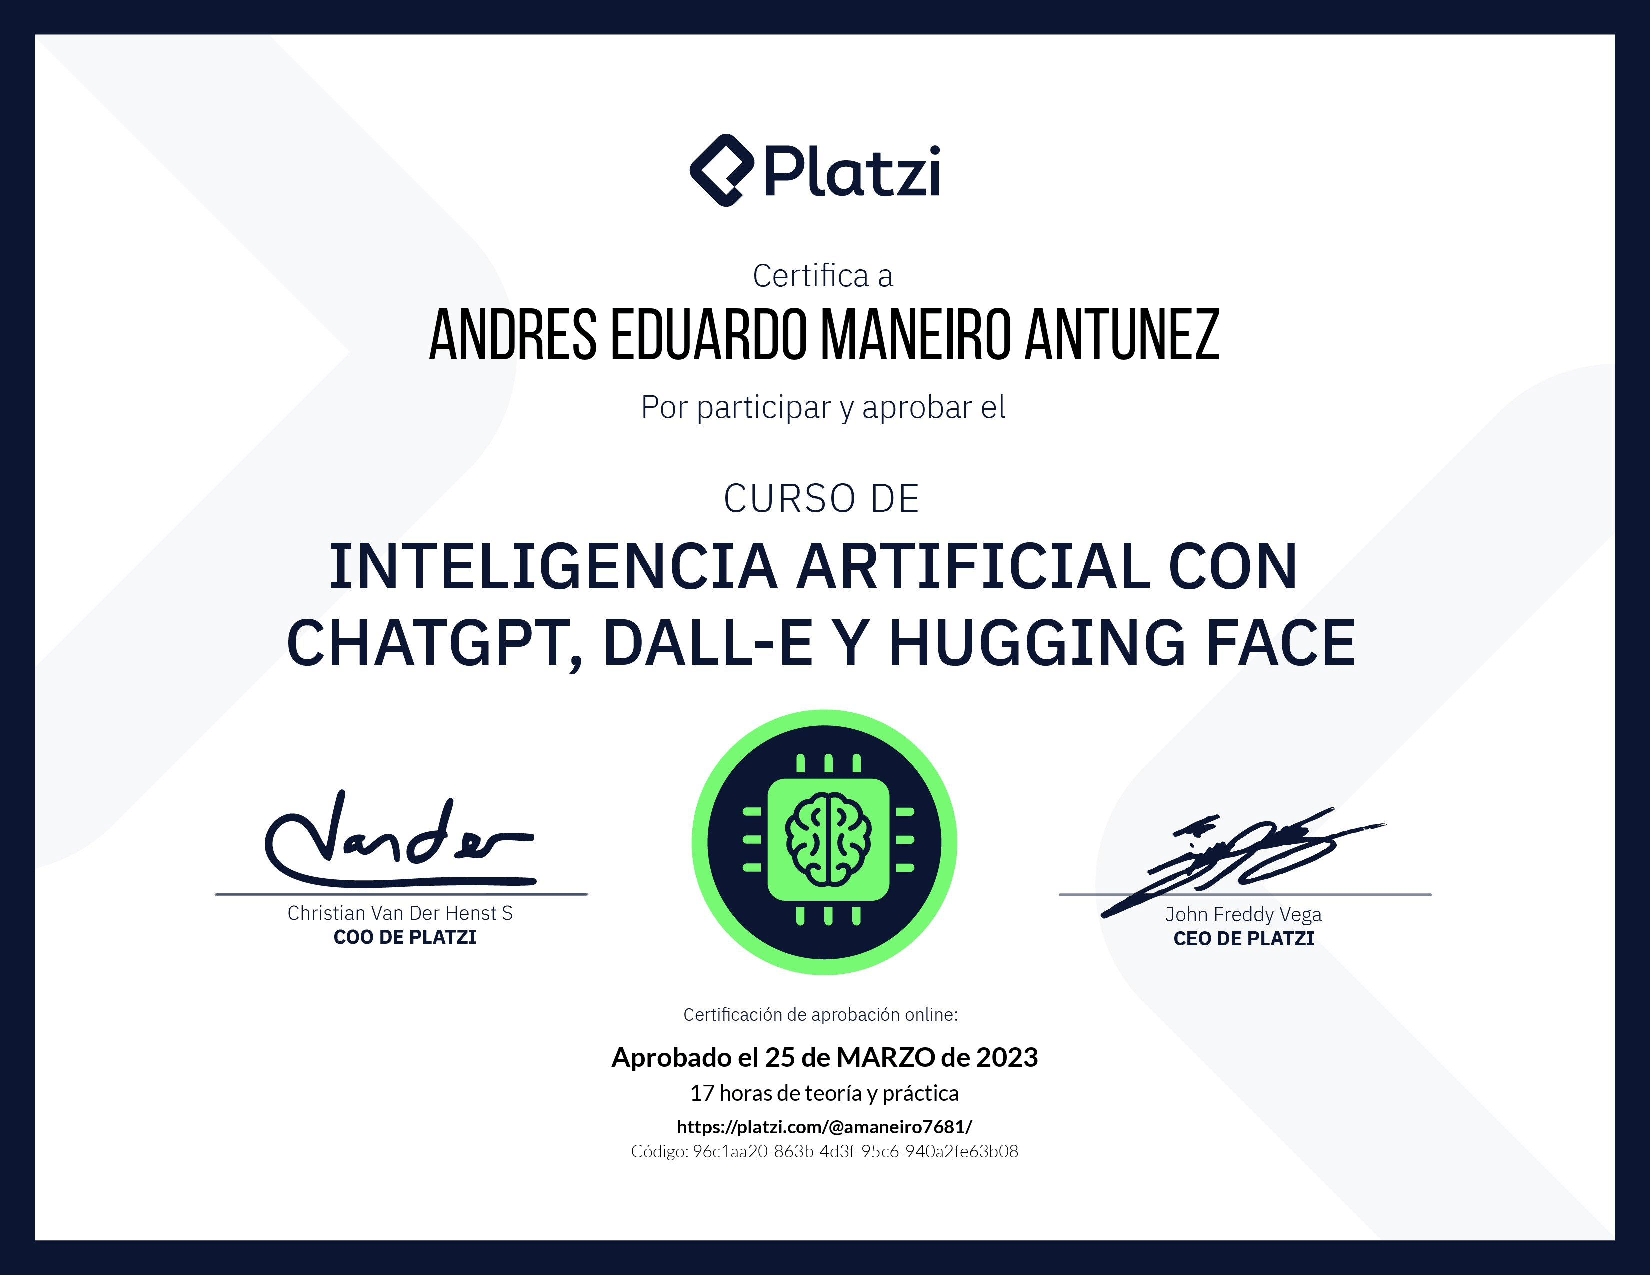 Platzi
Certifica a
ANDRES EDUARDO MANEIRO ANTUNEZ
Por participar y aprobar el
CURSO DE
INTELIGENCIA ARTIFICIAL CON
CHATGPT, DALL-E Y HUGGING FACE
Vander
Christian Van Der Henst S
COO DE PLATZI
John Freddy Vega
CEO DE PLATZI
Certificación de aprobación online:
Aprobado el 25 de MARZO de 2023
17 horas de teoría y práctica
https://platzi.com/@amaneiro7681/
Código: 96c1aa20-863b-4d3f-95c6-940a2fe63b08